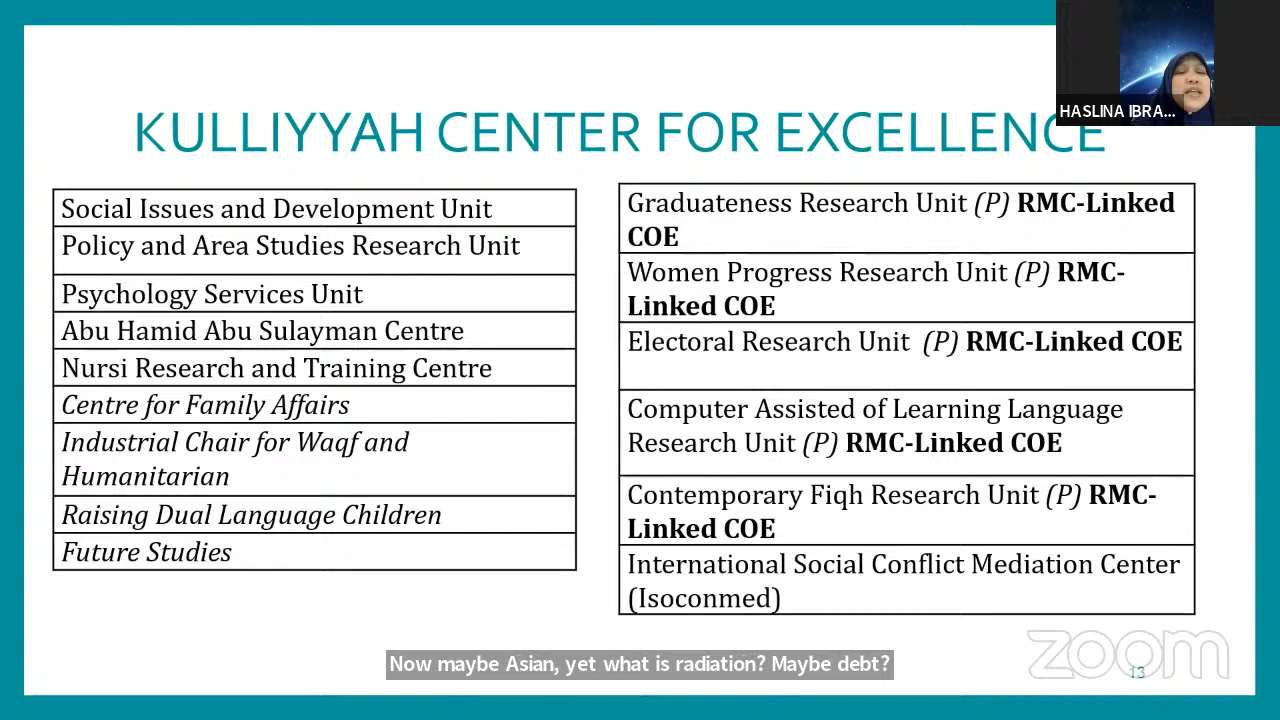 HASLINA IBRA...
KULLIYYAH CENTER FOR EXCELLENCE
Social Issues and Development Unit
Policy and Area Studies Research Unit
Psychology Services Unit
Abu Hamid Abu Sulayman Centre
Nursi Research and Training Centre
Centre for Family Affairs
Industrial Chair for Waqf and
Humanitarian
Raising Dual Language Children
Future Studies
Graduateness Research Unit (P) RMC-Linked
COE
Women Progress Research Unit (P) RMC-
Linked COE
Electoral Research Unit (P) RMC-Linked COE
Computer Assisted of Learning Language
Research Unit (P) RMC-Linked COE
Contemporary Fiqh Research Unit (P) RMC-
Linked COE
International Social Conflict Mediation Center
(Isoconmed)
Now maybe Asian, yet what is radiation? Maybe debt?
zoom
13